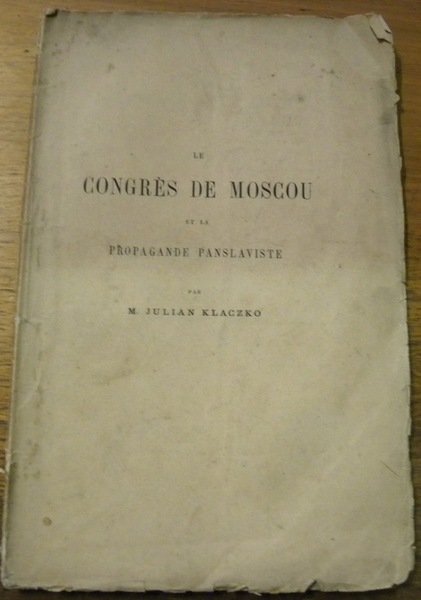 LE
CONGRÈS DE MOSCOU
ET LA
PROPAGANDE PANSLAVISTE
PAR
M. JULIAN KLACZKO